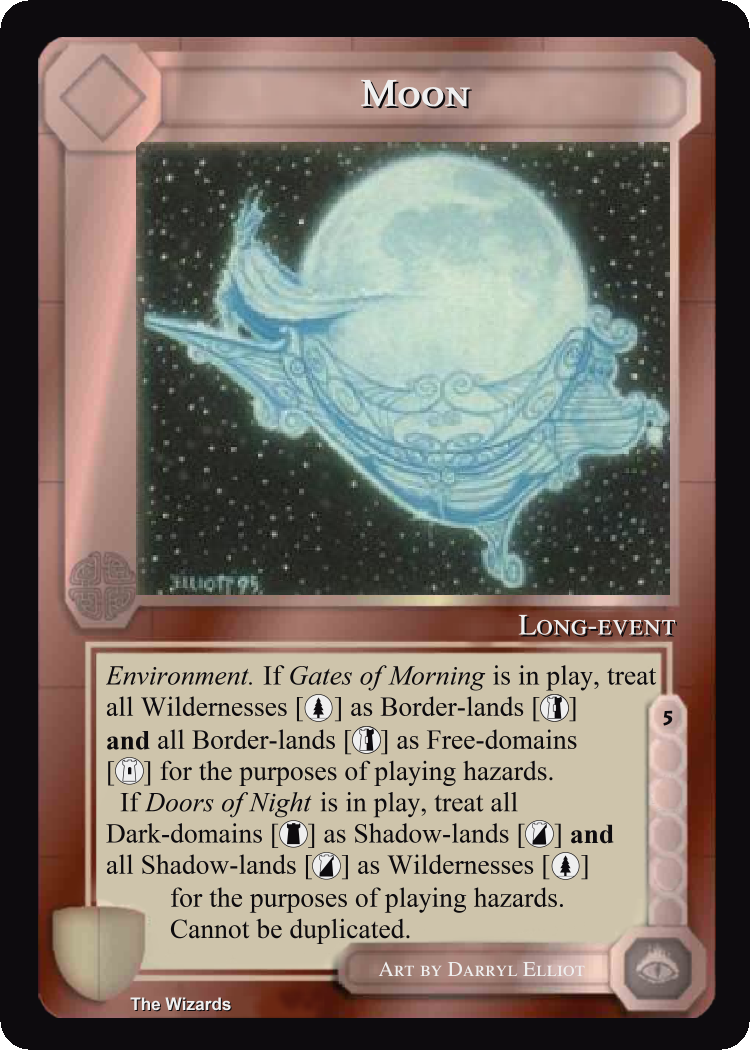 Moon
ELLIOTT 95
Long-event
Environment. If Gates of Morning is in play, treat
all Wildernesses [] as Border-lands []
and all Border-lands [] as Free-domains
[] for the purposes of playing hazards.
If Doors of Night is in play, treat all
Dark-domains [] as Shadow-lands [] and
all Shadow-lands [] as Wildernesses []
for the purposes of playing hazards.
Cannot be duplicated.
5
Art by Darryl Elliot
The Wizards